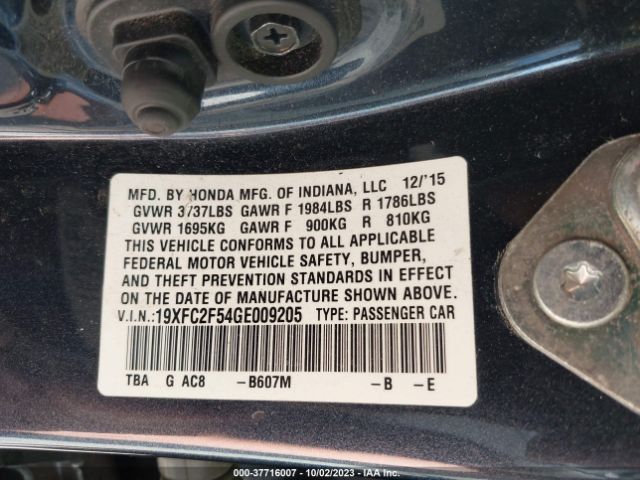 MFD. BY HONDA MFG. OF INDIANA, LLC 12/'15
GVWR 3737LBS GAWR F 1984LBS R 1786LBS
GVWR 1695KG GAWR F 900KG R 810KG
THIS VEHICLE CONFORMS TO ALL APPLICABLE
FEDERAL MOTOR VEHICLE SAFETY, BUMPER,
AND THEFT PREVENTION STANDARDS IN EFFECT
ON THE DATE OF MANUFACTURE SHOWN ABOVE.
V.I.N.:19XFC2F54GE009205 TYPE: PASSENGER CAR
TBA G AC8 -B607M -B -E
000-37716007 - 10/02/2023 - IAA Inc.